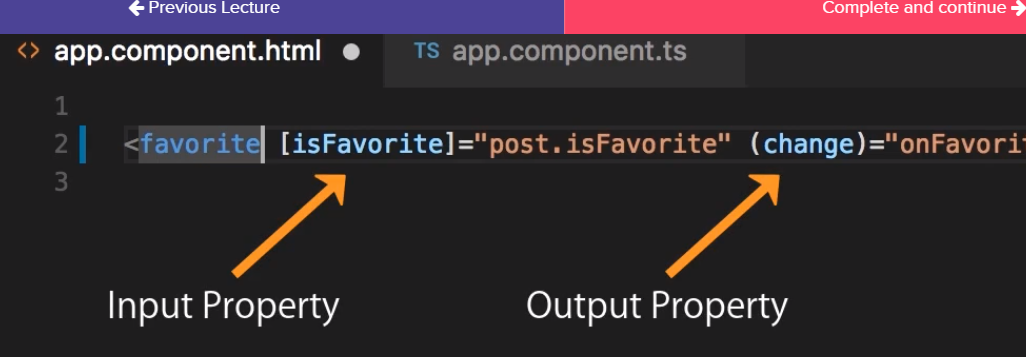 Previous Lecture
Complete and continue
<> app.component.html
TS app.component.ts
1
2 <favorite [isFavorite]="post.isFavorite" (change)="onFavorit
3
Input Property
Output Property